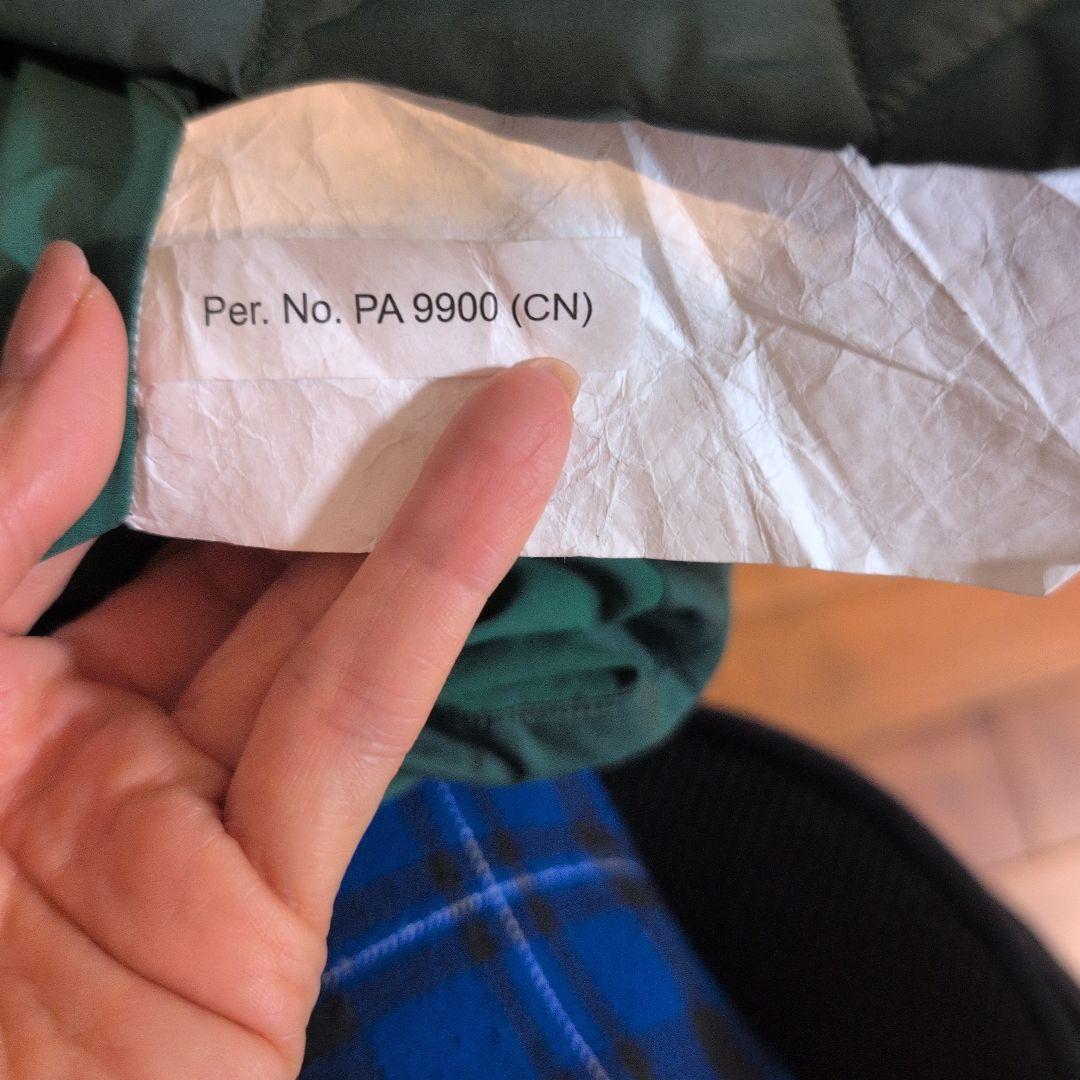 Per. No. PA 9900 (CN)